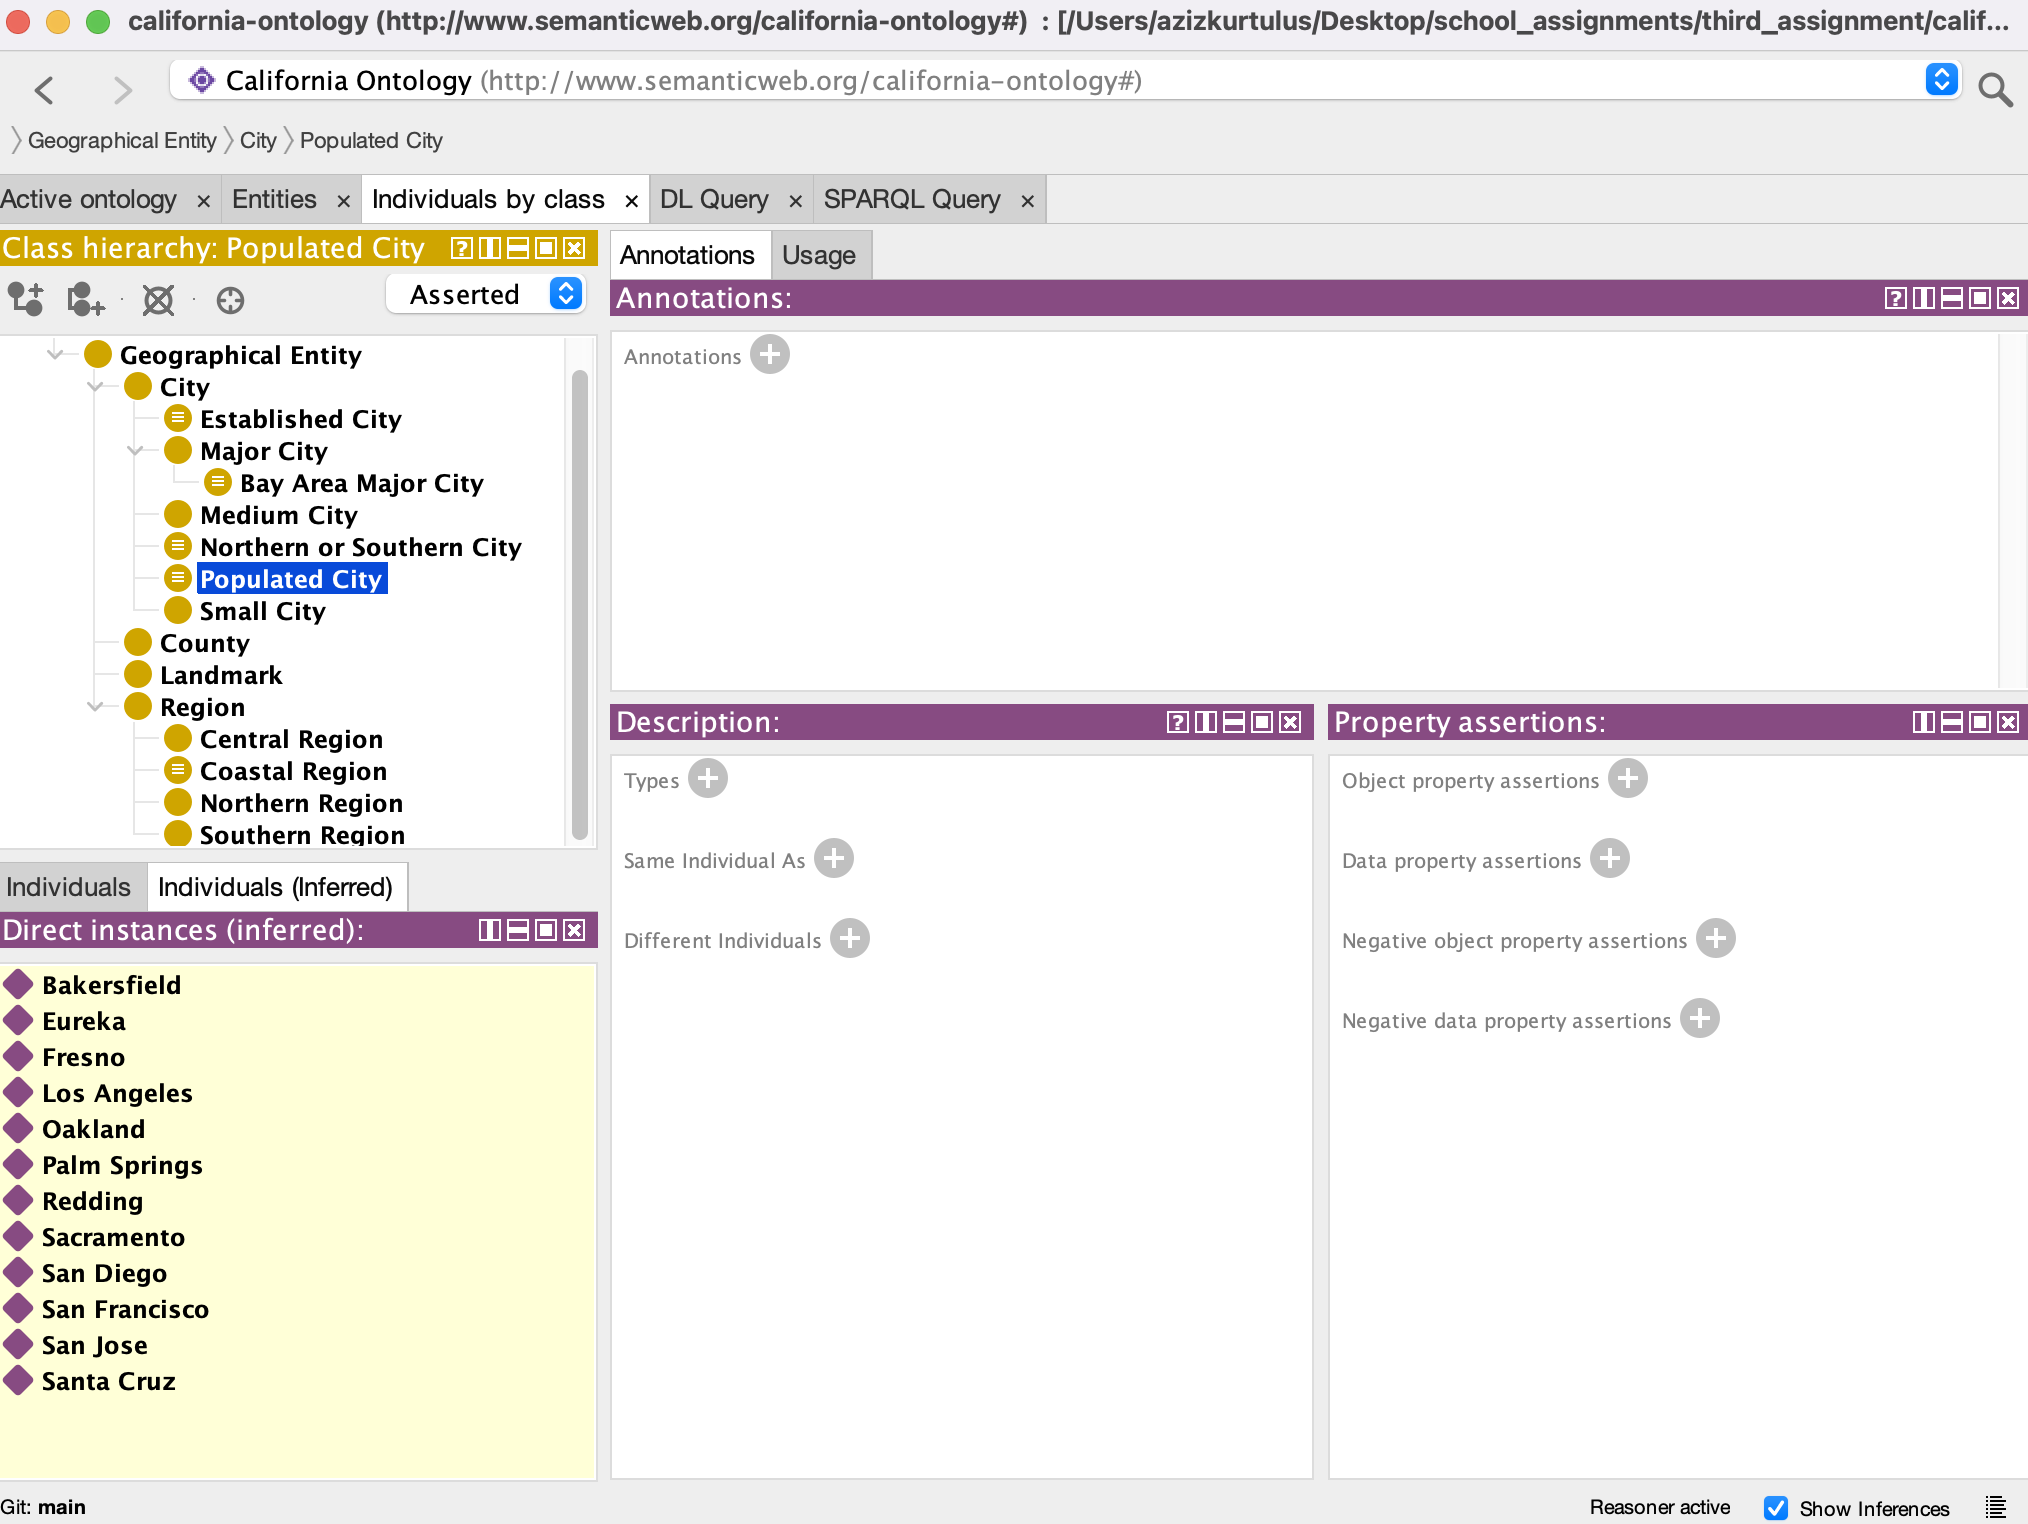 california-ontology (http://www.semanticweb.org/california-ontology#) : [/Users/azizkurtulus/Desktop/school_assignments/third_assignment/calif...
California Ontology (http://www.semanticweb.org/california-ontology#)
Geographical Entity City Populated City
Active ontology × Entities × Individuals by class × DL Query × SPARQL Query ×
Class hierarchy: Populated City
Asserted
Geographical Entity
City
Established City
Major City
Bay Area Major City
Medium City
Northern or Southern City
Populated City
Small City
County
Landmark
Region
Central Region
Coastal Region
Northern Region
Southern Region
Individuals Individuals (Inferred)
Direct instances (inferred):
Bakersfield
Eureka
Fresno
Los Angeles
Oakland
Palm Springs
Redding
Sacramento
San Diego
San Francisco
San Jose
Santa Cruz
Annotations Usage
Annotations:
Annotations
Description:
Types
Same Individual As
Different Individuals
Property assertions:
Object property assertions
Data property assertions
Negative object property assertions
Negative data property assertions
Git: main
Reasoner active Show Inferences